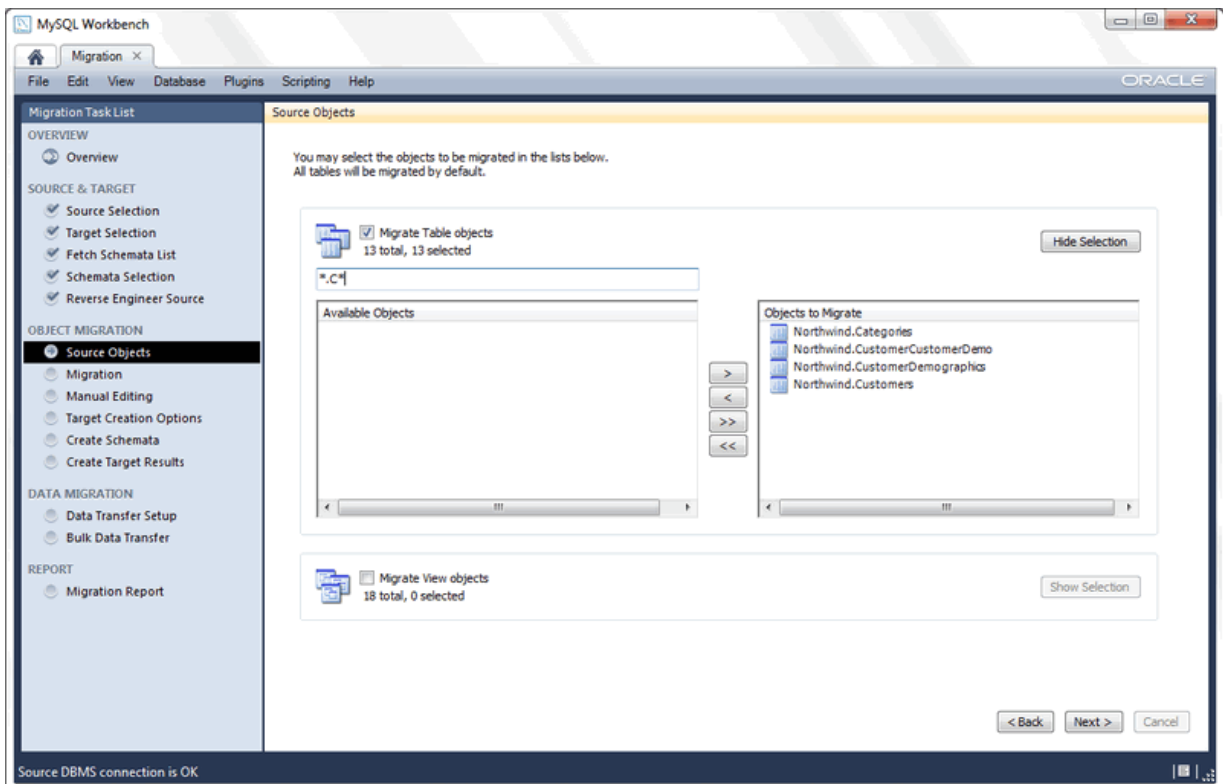 MySQL Workbench
Migration
File Edit View Database Plugins Scripting Help
ORACLE
Migration Task List
OVERVIEW
Overview
SOURCE & TARGET
Source Selection
Target Selection
Fetch Schemata List
Schemata Selection
Reverse Engineer Source
OBJECT MIGRATION
Source Objects
Migration
Manual Editing
Target Creation Options
Create Schemata
Create Target Results
DATA MIGRATION
Data Transfer Setup
Bulk Data Transfer
REPORT
Migration Report
Source Objects
You may select the objects to be migrated in the lists below.
All tables will be migrated by default.
Migrate Table objects
13 total, 13 selected
Hide Selection
*.C*
Available Objects
>
<
>>
<<
Objects to Migrate
Northwind.Categories
Northwind.CustomerCustomerDemo
Northwind.CustomerDemographics
Northwind.Customers
Migrate View objects
18 total, 0 selected
Show Selection
< Back Next > Cancel
Source DBMS connection is OK